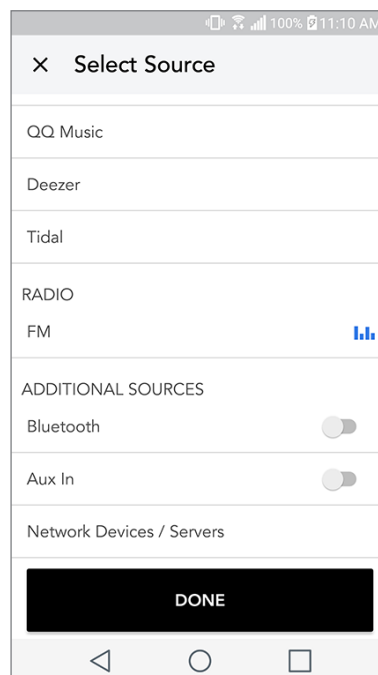 100% 11:10 AM
Select Source
QQ Music
Deezer
Tidal
RADIO
FM
ADDITIONAL SOURCES
Bluetooth
Aux In
Network Devices / Servers
DONE